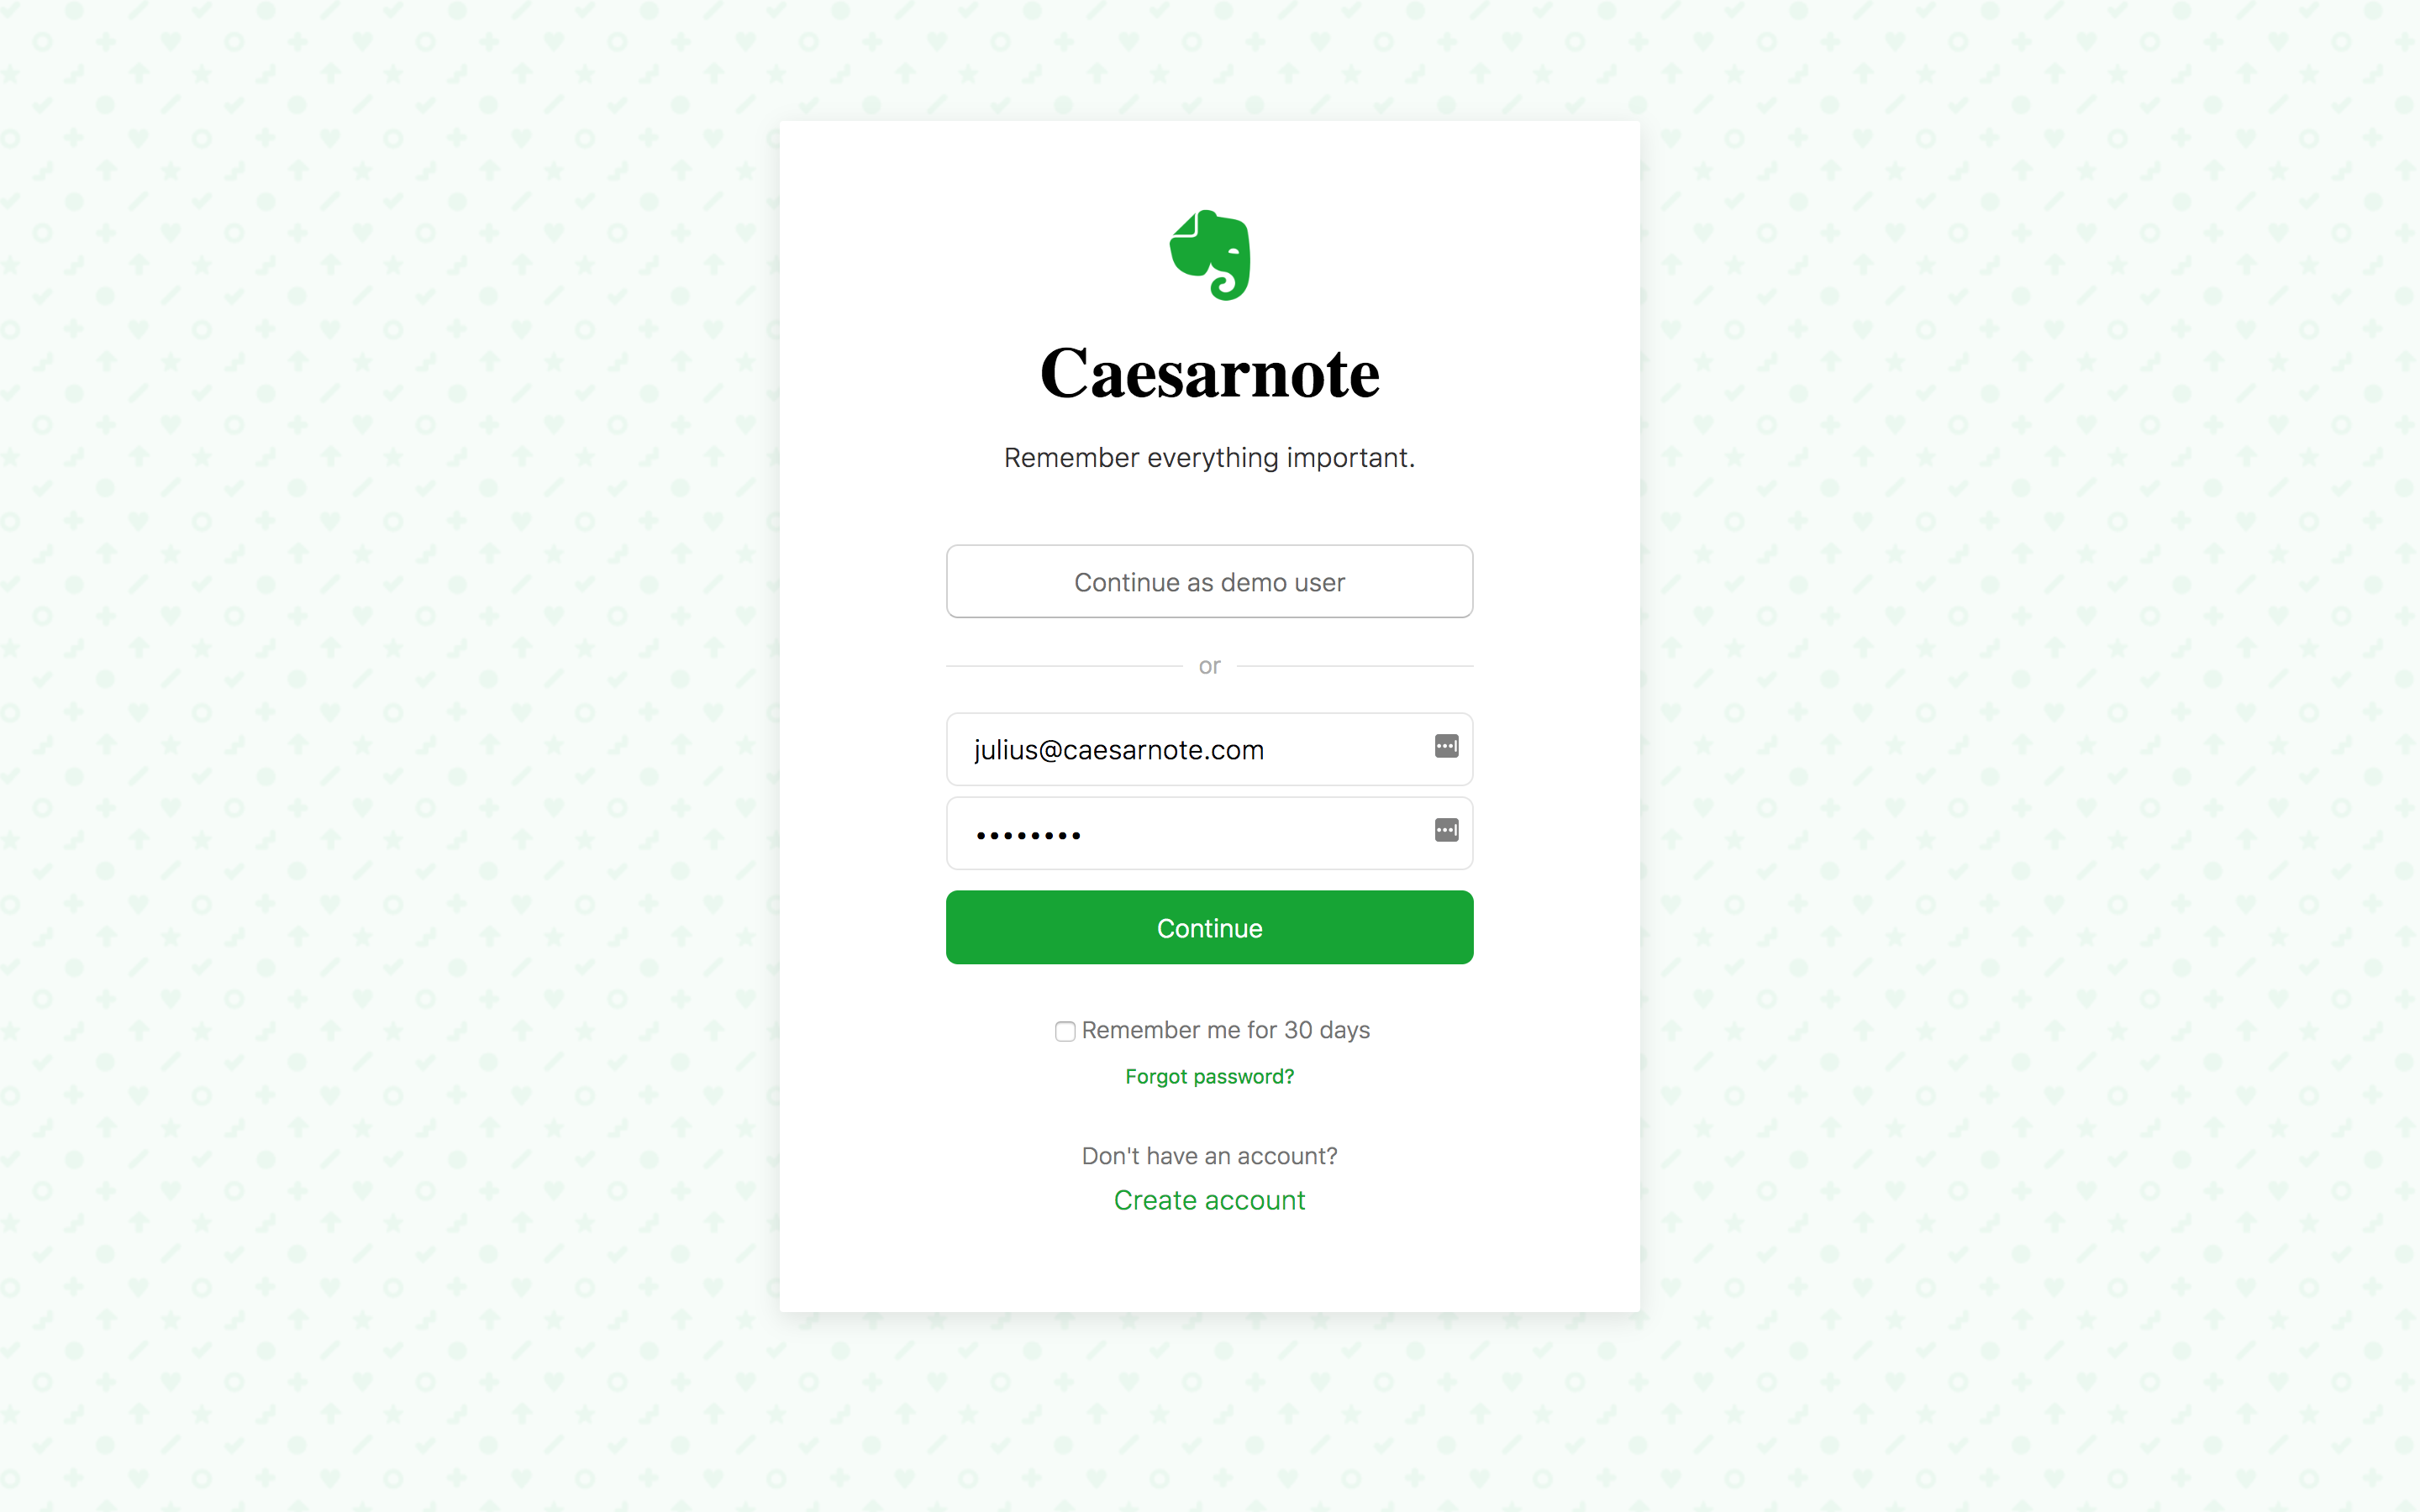 Caesarnote
Remember everything important.
Continue as demo user
or
julius@caesarnote.com
••••••••
Continue
Remember me for 30 days
Forgot password?
Don't have an account?
Create account